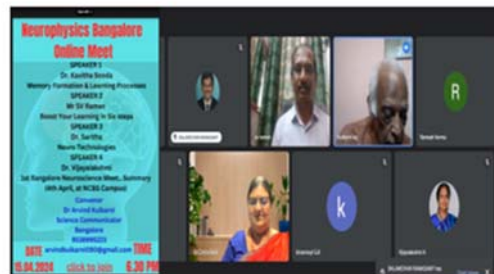 Neurophysics Bangalore
Online Meet
SPEAKER 1
Dr. Kavitha Sooda
Memory Formation & Learning Processes
SPEAKER 2
Mr SV Raman
Boost Your Learning in Six steps
SPEAKER 3
Dr. Saritha
Neuro Technologies
SPEAKER 4
Dr. Vijayalakshmi
1st Bangalore Neuroscience Meet,, Summary
(4th April, at NCBS Campus)
Convenor
Dr Arvind Kulkarni
Science Communicator
Bangalore
DATE
TIME
15.04.2024 click to join 6.30 PM
R
k